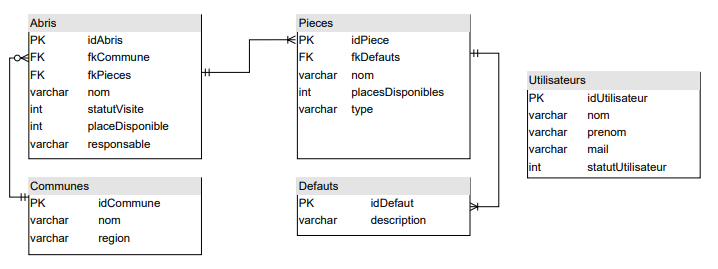 Abris
PK idAbris
FK fkCommune
FK fkPieces
varchar nom
int statutVisite
int placeDisponible
varchar responsable
Pieces
PK idPiece
FK fkDefauts
varchar nom
int placesDisponibles
varchar type
Utilisateurs
PK idUtilisateur
varchar nom
varchar prenom
varchar mail
int statutUtilisateur
Communes
PK idCommune
varchar nom
varchar region
Defauts
PK idDefaut
varchar description